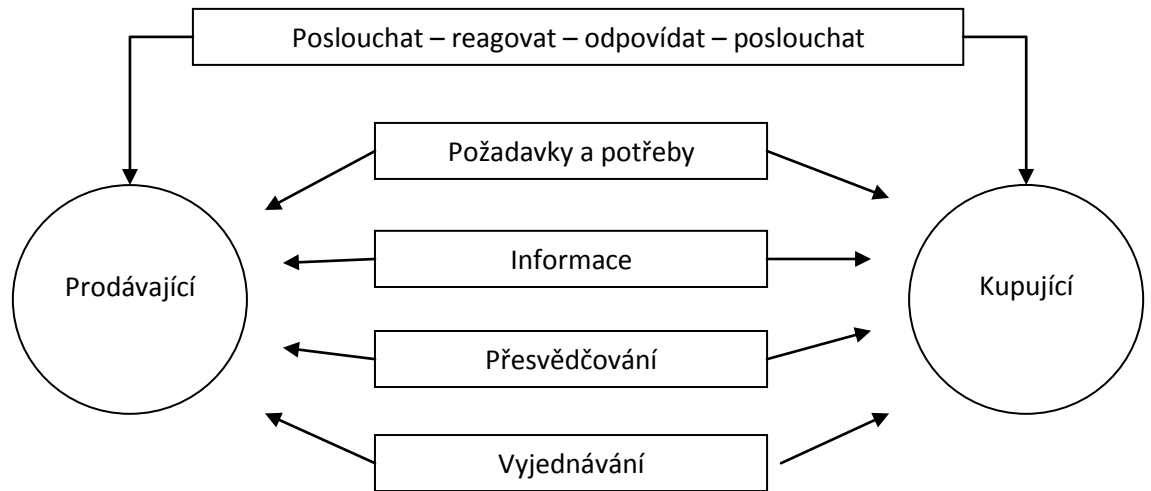 Poslouchat – reagovat – odpovídat – poslouchat
Požadavky a potřeby
Informace
Prodávající
Kupující
Přesvědčování
Vyjednávání